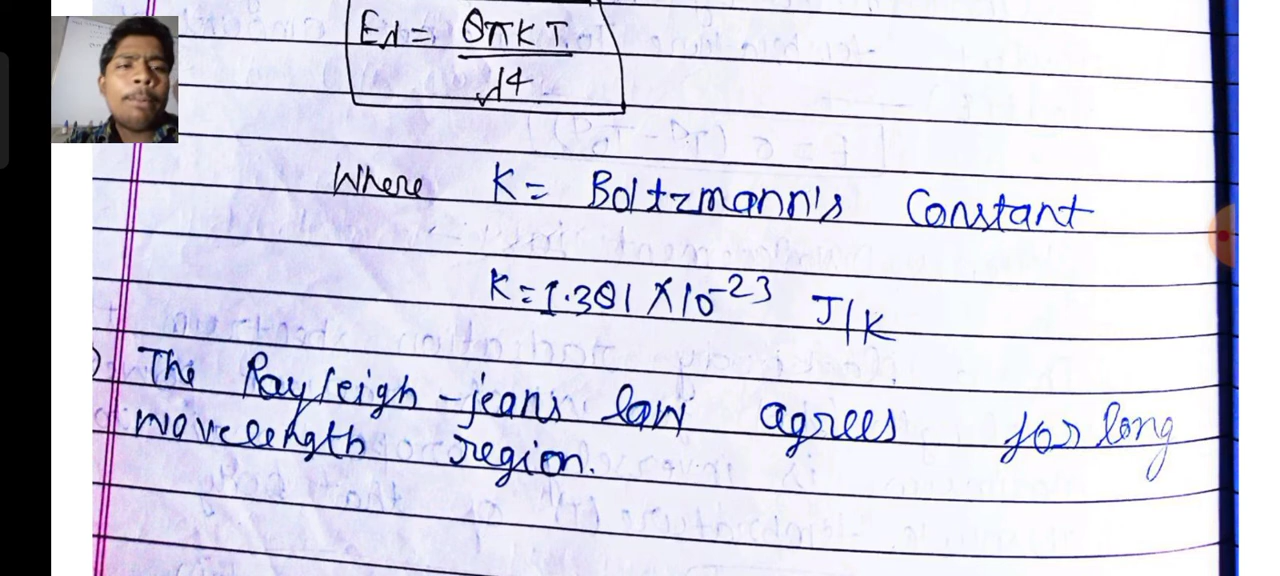 Eλ = 8πKT
λ4
Where K = Boltzmann's Constant
K = 1.381 X 10-23 J/K
The Rayleigh-jeans law agrees for long
wavelength region.